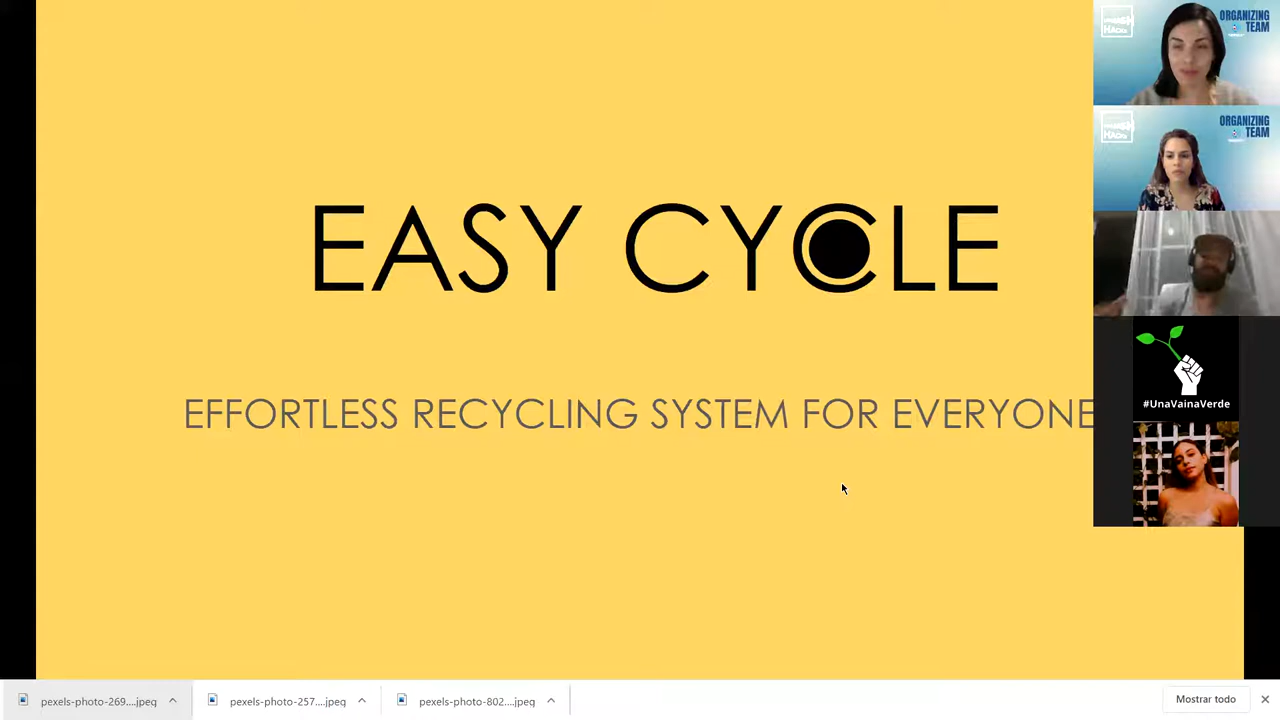 EASY CYCLE
EFFORTLESS RECYCLING SYSTEM FOR EVERYONE
ORGANIZING
TEAM
ORGANIZING
TEAM
#UnaVainaVerde
pexels-photo-269....jpeg
pexels-photo-257....jpeg
pexels-photo-802....jpeg
Mostrar todo